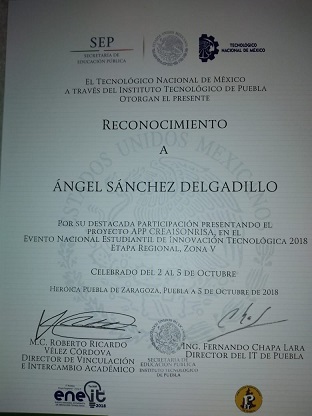 SEP
SECRETARÍA DE
EDUCACIÓN PÚBLICA
TECNOLÓGICO
NACIONAL DE MÉXICO
EL TECNOLÓGICO NACIONAL DE MÉXICO
A TRAVÉS DEL INSTITUTO TECNOLÓGICO DE PUEBLA
OTORGAN EL PRESENTE
RECONOCIMIENTO
A
ÁNGEL SÁNCHEZ DELGADILLO
POR SU DESTACADA PARTICIPACIÓN PRESENTANDO EL
PROYECTO APP CREAISONRISA, EN EL
EVENTO NACIONAL ESTUDIANTIL DE INNOVACIÓN TECNOLÓGICA 2018
ETAPA REGIONAL, ZONA V
CELEBRADO DEL 2 AL 5 DE OCTUBRE
HEROICA PUEBLA DE ZARAGOZA, PUEBLA A 5 DE OCTUBRE DE 2018
M.C. ROBERTO RICARDO
VÉLEZ CÓRDOVA
DIRECTOR DE VINCULACIÓN
E INTERCAMBIO ACADÉMICO
SECRETARÍA DE
EDUCACIÓN PÚBLICA
INSTITUTO TECNOLÓGICO
DE PUEBLA
ING. FERNANDO CHAPA LARA
DIRECTOR DEL IT DE PUEBLA
eneit
2018